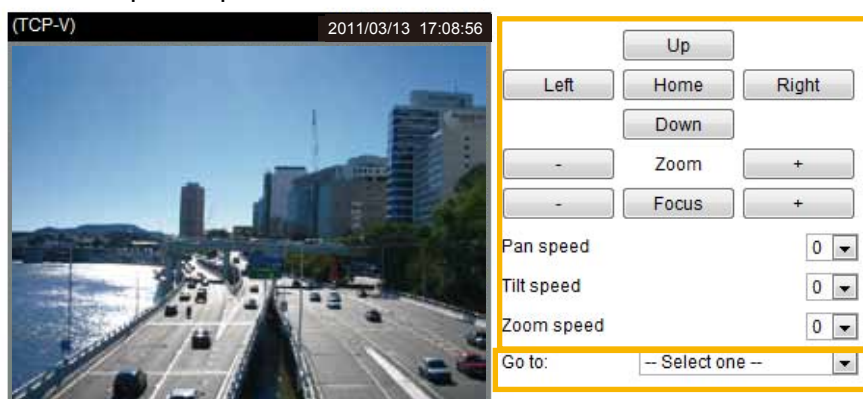 (TCP-V) 2011/03/13 17:08:56
Up
Left Home Right
Down
- Zoom +
- Focus +
Pan speed 0
Tilt speed 0
Zoom speed 0
Go to: -- Select one --